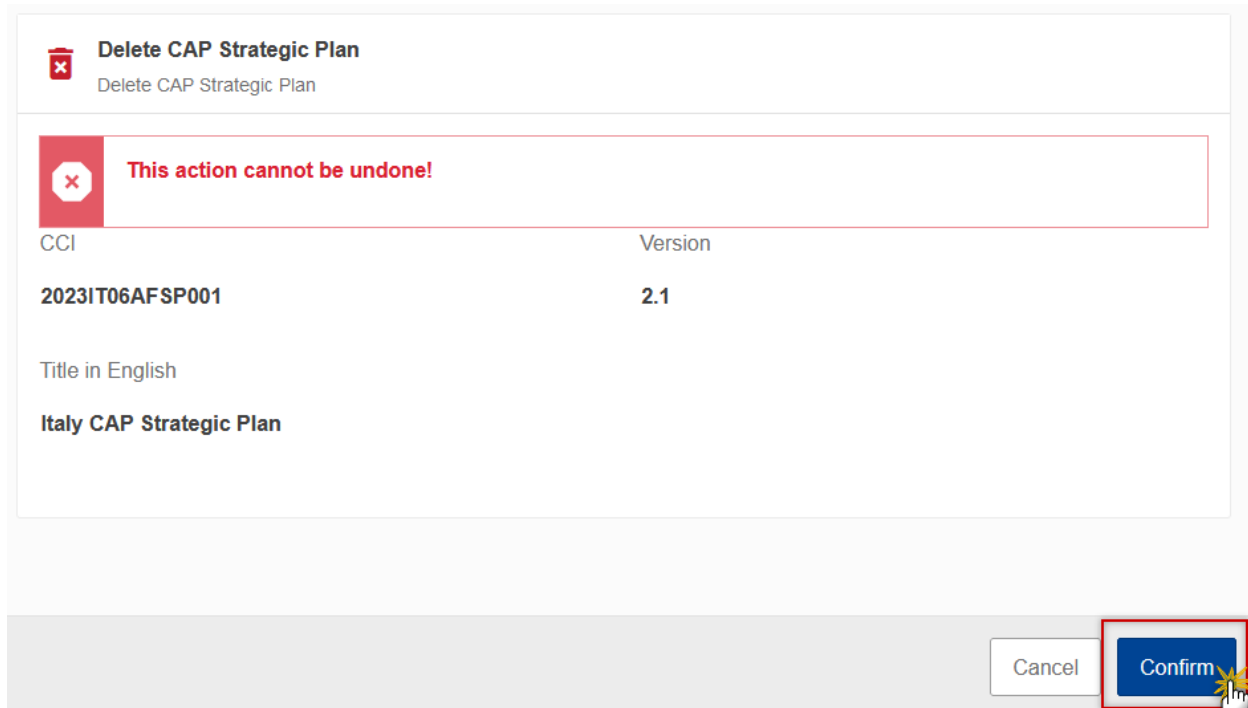 Delete CAP Strategic Plan
Delete CAP Strategic Plan
This action cannot be undone!
CCI
Version
2023IT06AFSP001
2.1
Title in English
Italy CAP Strategic Plan
Cancel
Confirm